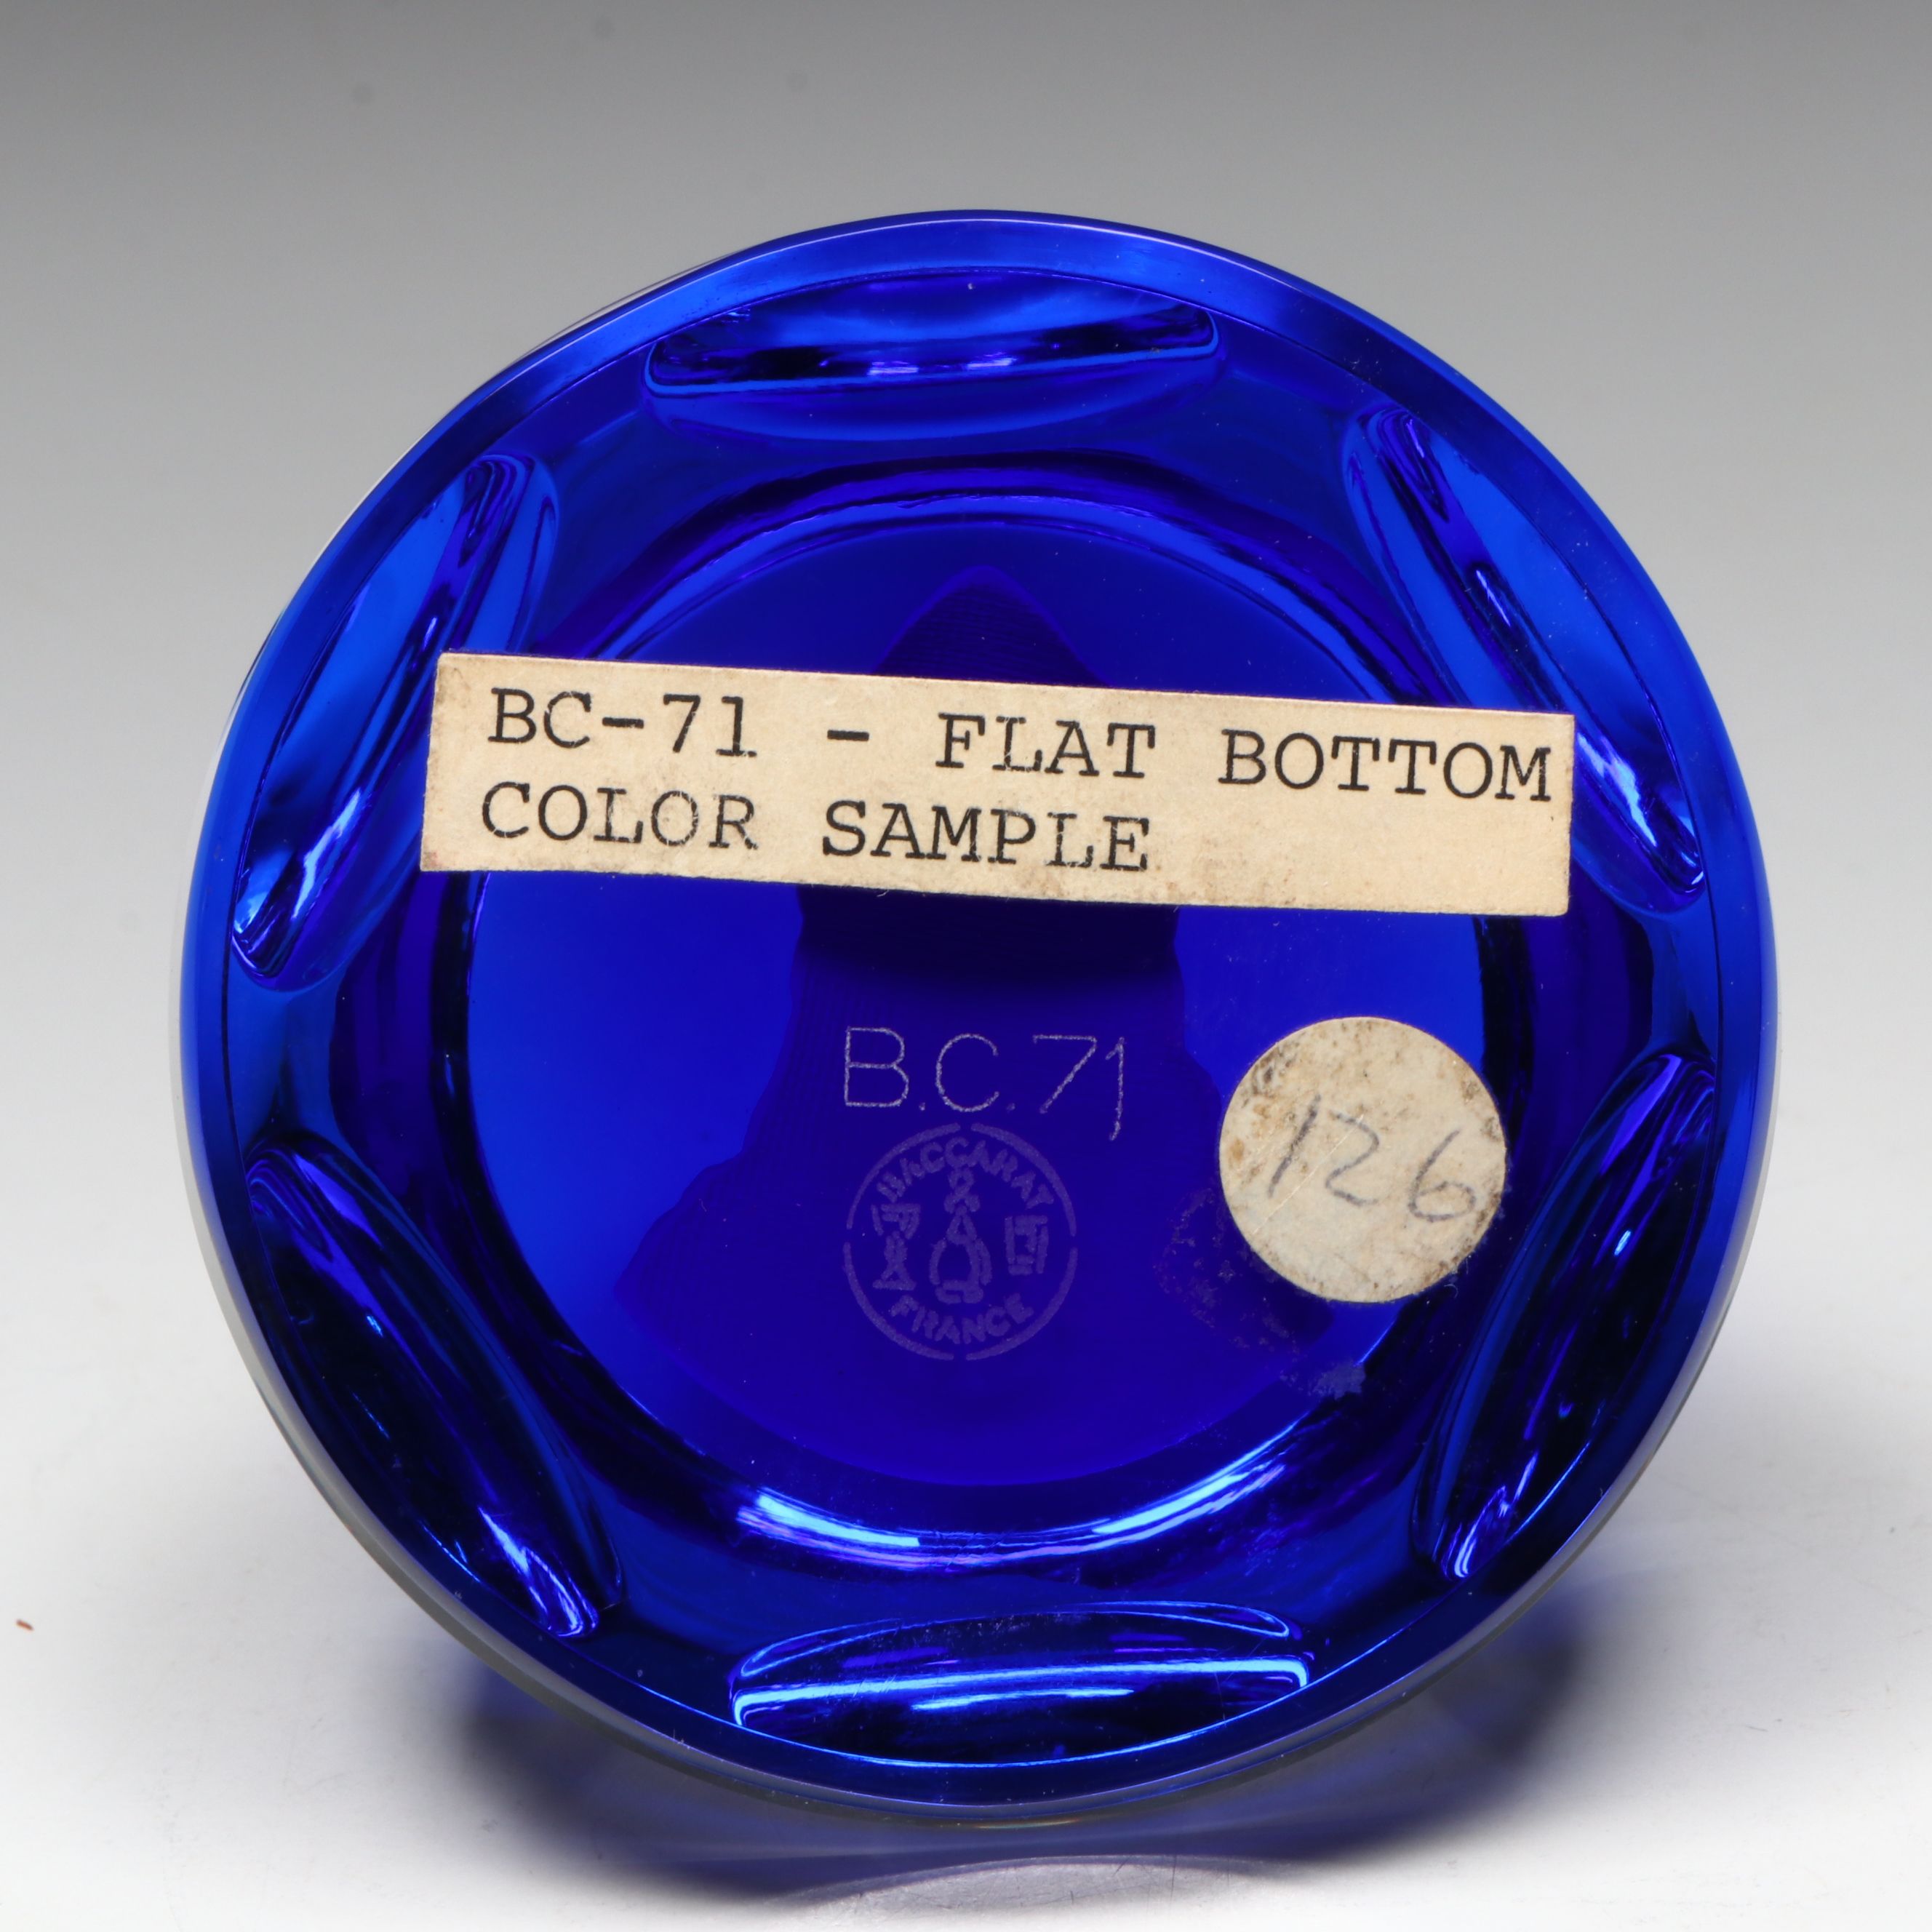 BC-71 - FLAT BOTTOM
COLOR SAMPLE
B.C.71
BACCARAT
FRANCE
126